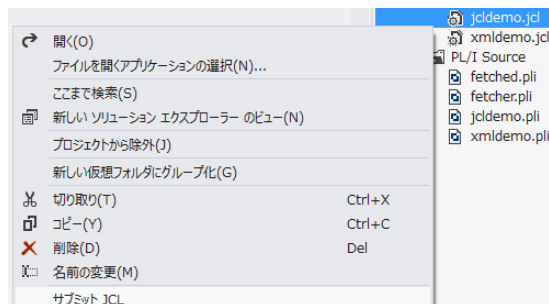 開く(O)
ファイルを開くアプリケーションの選択(N)...
ここまで検索(S)
新しい ソリューション エクスプローラー のビュー(N)
プロジェクトから除外(J)
新しい仮想フォルダにグループ化(G)
切り取り(T) Ctrl+X
コピー(Y) Ctrl+C
削除(D) Del
名前の変更(M)
サブミット JCL
jcldemo.jcl
xmldemo.jcl
PL/I Source
fetched.pli
fetcher.pli
jcldemo.pli
xmldemo.pli